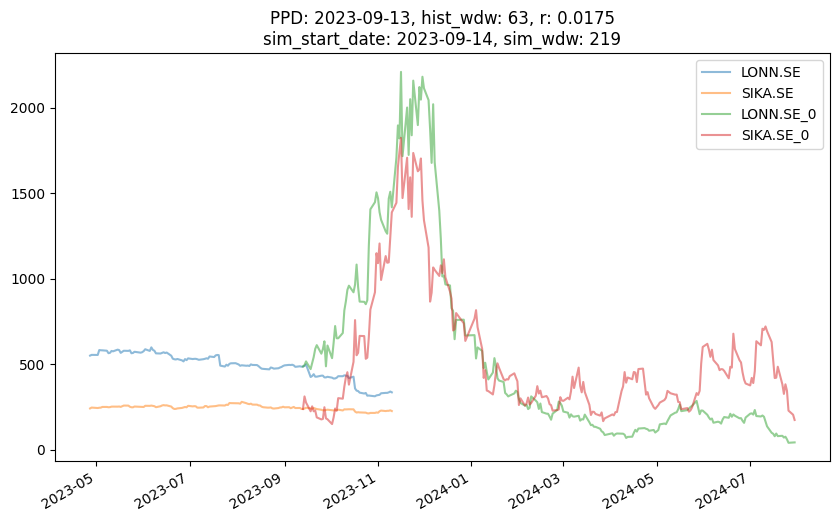 PPD: 2023-09-13, hist_wdw: 63, r: 0.0175
sim_start_date: 2023-09-14, sim_wdw: 219
LONN.SE
SIKA.SE
LONN.SE_0
SIKA.SE_0
2000
1500
1000
500
0
2023-05
2023-07
2023-09
2023-11
2024-01
2024-03
2024-05
2024-07